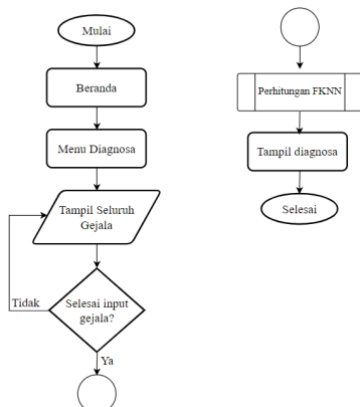 Mulai
Beranda
Menu Diagnosa
Tampil Seluruh
Gejala
Selesai input
gejala?
Tidak
Ya
Perhitungan FKNN
Tampil diagnosa
Selesai